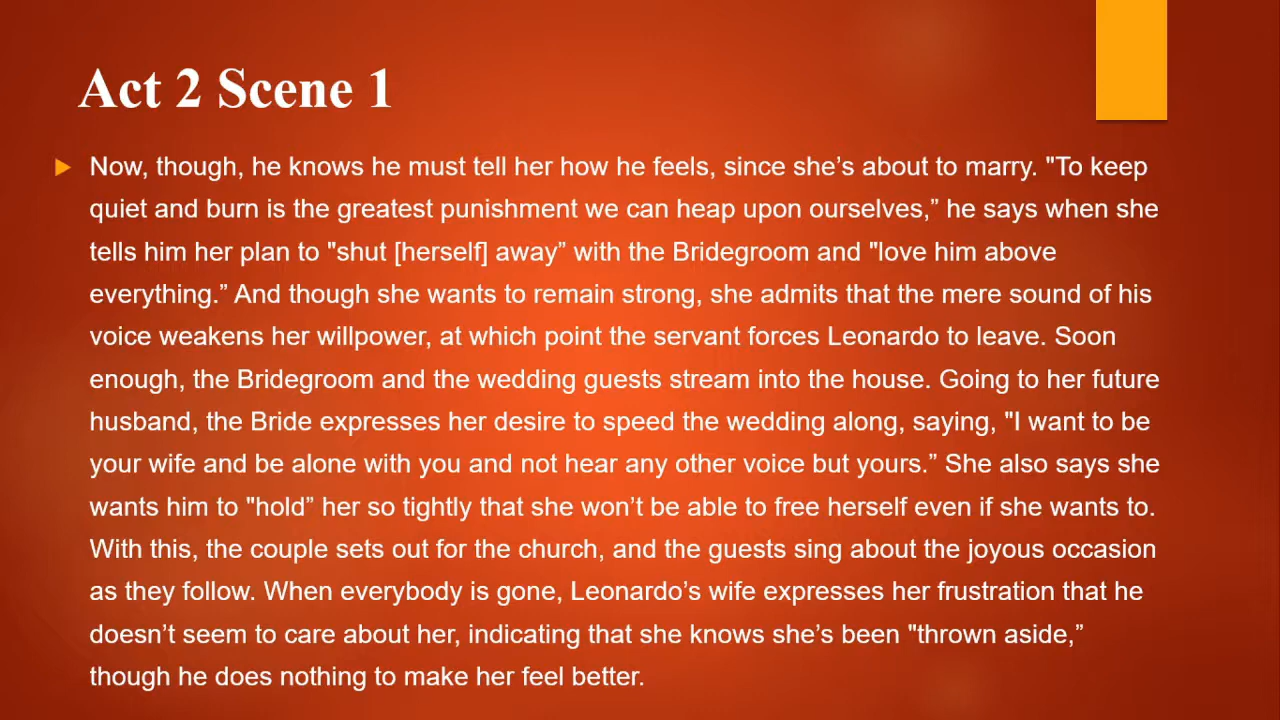 Act 2 Scene 1
Now, though, he knows he must tell her how he feels, since she’s about to marry. "To keep
quiet and burn is the greatest punishment we can heap upon ourselves,” he says when she
tells him her plan to "shut [herself] away” with the Bridegroom and "love him above
everything.” And though she wants to remain strong, she admits that the mere sound of his
voice weakens her willpower, at which point the servant forces Leonardo to leave. Soon
enough, the Bridegroom and the wedding guests stream into the house. Going to her future
husband, the Bride expresses her desire to speed the wedding along, saying, "I want to be
your wife and be alone with you and not hear any other voice but yours.” She also says she
wants him to "hold” her so tightly that she won’t be able to free herself even if she wants to.
With this, the couple sets out for the church, and the guests sing about the joyous occasion
as they follow. When everybody is gone, Leonardo’s wife expresses her frustration that he
doesn’t seem to care about her, indicating that she knows she’s been "thrown aside,”
though he does nothing to make her feel better.